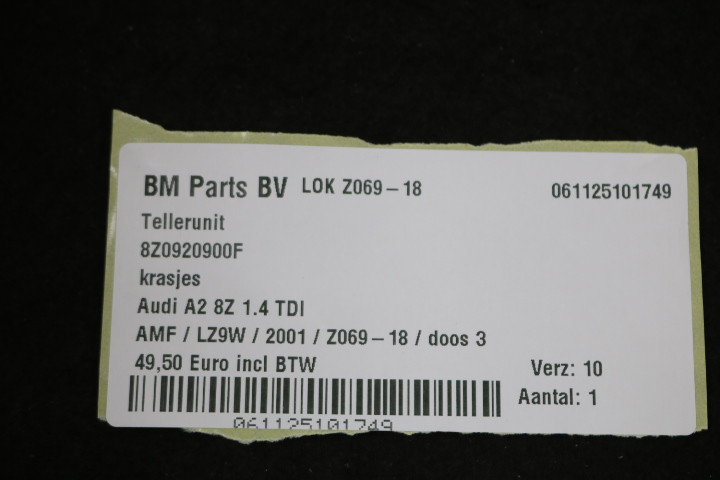 BM Parts BV LOK Z069-18 061125101749
Tellerunit
8Z0920900F
krasjes
Audi A2 8Z 1.4 TDI
AMF / LZ9W / 2001 / Z069-18 / doos 3
49,50 Euro incl BTW Verz: 10
Aantal: 1
061125101749